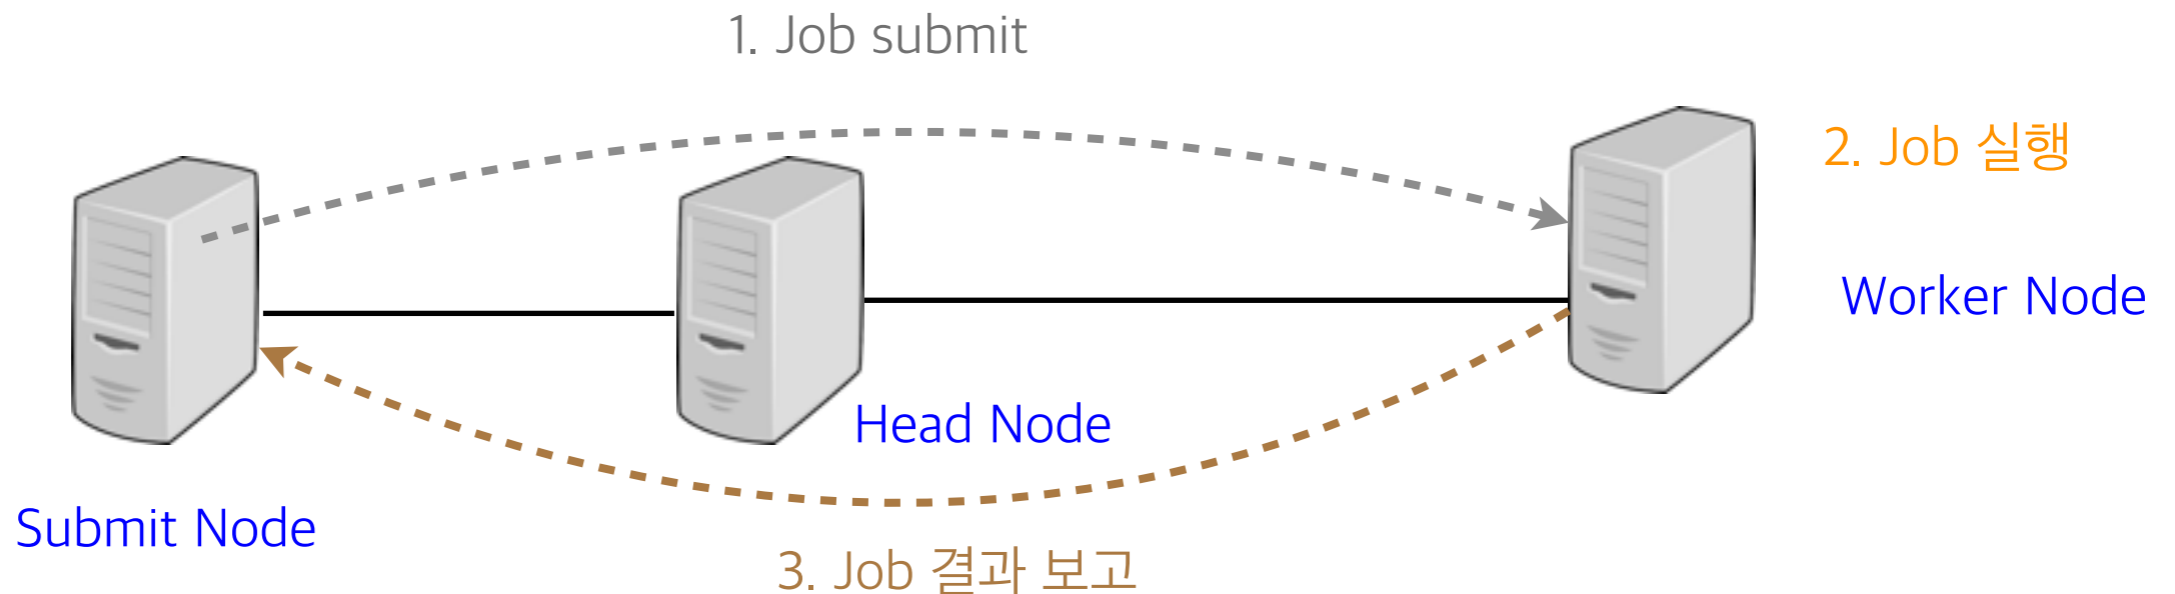 1. Job submit
2. Job 실행
Worker Node
Head Node
Submit Node
3. Job 결과 보고